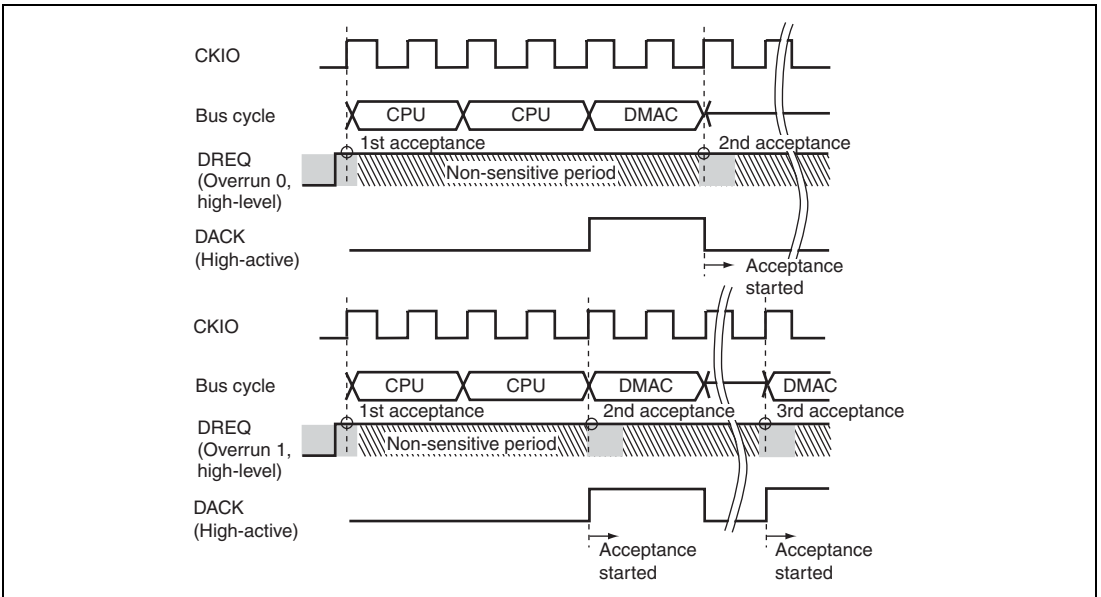 CKIO
Bus cycle
CPU
CPU
DMAC
1st acceptance
2nd acceptance
DREQ
(Overrun 0,
high-level)
Non-sensitive period
DACK
(High-active)
Acceptance
started
CKIO
Bus cycle
CPU
CPU
DMAC
DMAC
1st acceptance
2nd acceptance
3rd acceptance
DREQ
(Overrun 1,
high-level)
Non-sensitive period
DACK
(High-active)
Acceptance
started
Acceptance
started